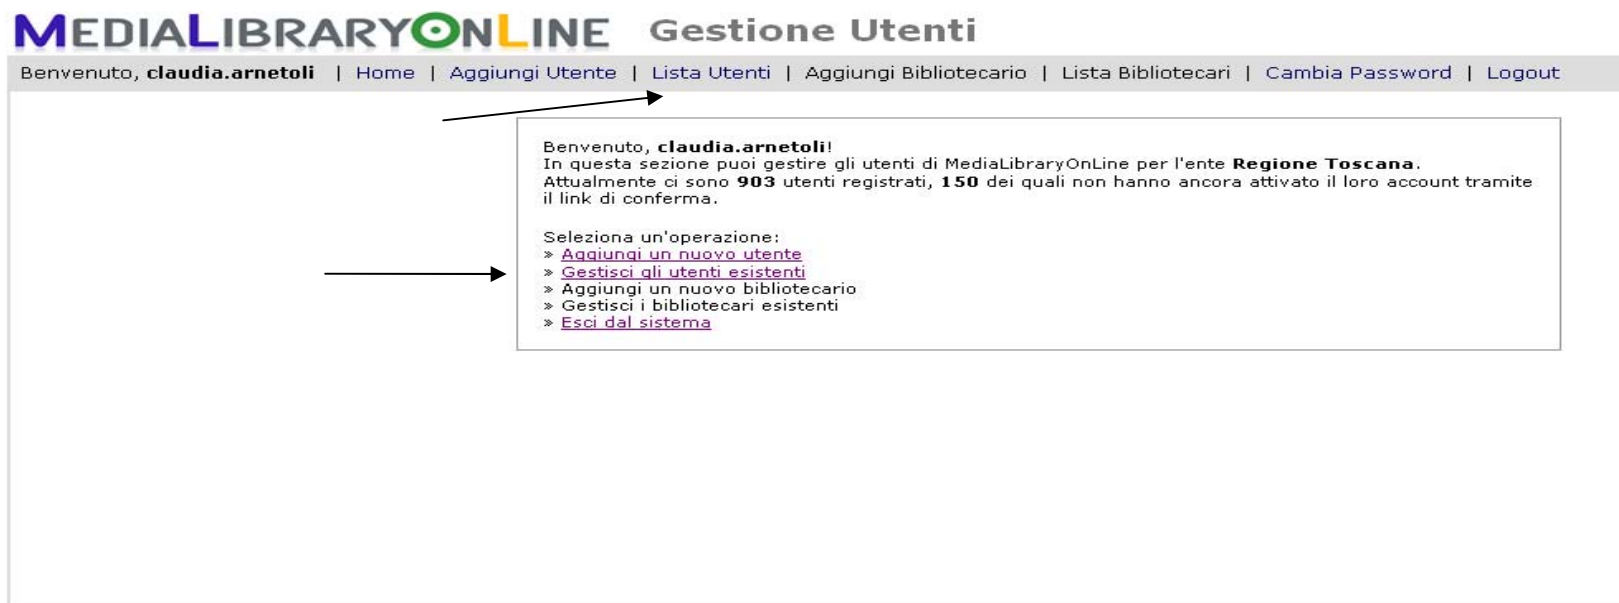 MEDIALIBRARYONLINE Gestione Utenti
Benvenuto, claudia.arnetoli | Home | Aggiungi Utente | Lista Utenti | Aggiungi Bibliotecario | Lista Bibliotecari | Cambia Password | Logout
Benvenuto, claudia.arnetoli!
In questa sezione puoi gestire gli utenti di MediaLibraryOnLine per l'ente Regione Toscana.
Attualmente ci sono 903 utenti registrati, 150 dei quali non hanno ancora attivato il loro account tramite
il link di conferma.
Seleziona un'operazione:
» Aggiungi un nuovo utente
» Gestisci gli utenti esistenti
» Aggiungi un nuovo bibliotecario
» Gestisci i bibliotecari esistenti
» Esci dal sistema